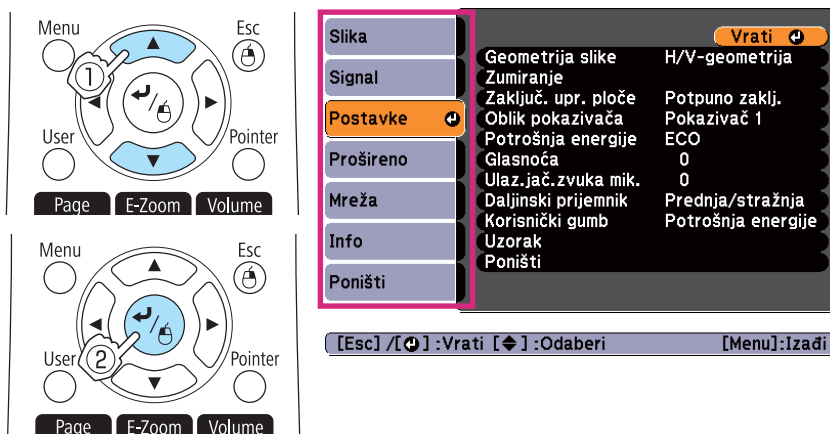 Menu
Esc
1
User
Pointer
Page
E-Zoom
Volume
Menu
Esc
User
2
Pointer
Page
E-Zoom
Volume
Slika
Signal
Postavke
Prošireno
Mreža
Info
Poništi
Vrati
Geometrija slike H/V-geometrija
Zumiranje
Zaključ. upr. ploče Potpuno zaklj.
Oblik pokazivača Pokazivač 1
Potrošnja energije ECO
Glasnoća 0
Ulaz.jač.zvuka mik. 0
Daljinski prijemnik Prednja/stražnja
Korisnički gumb Potrošnja energije
Uzorak
Poništi
[Esc] /[⏎] :Vrati [◆] :Odaberi [Menu]:Izađi